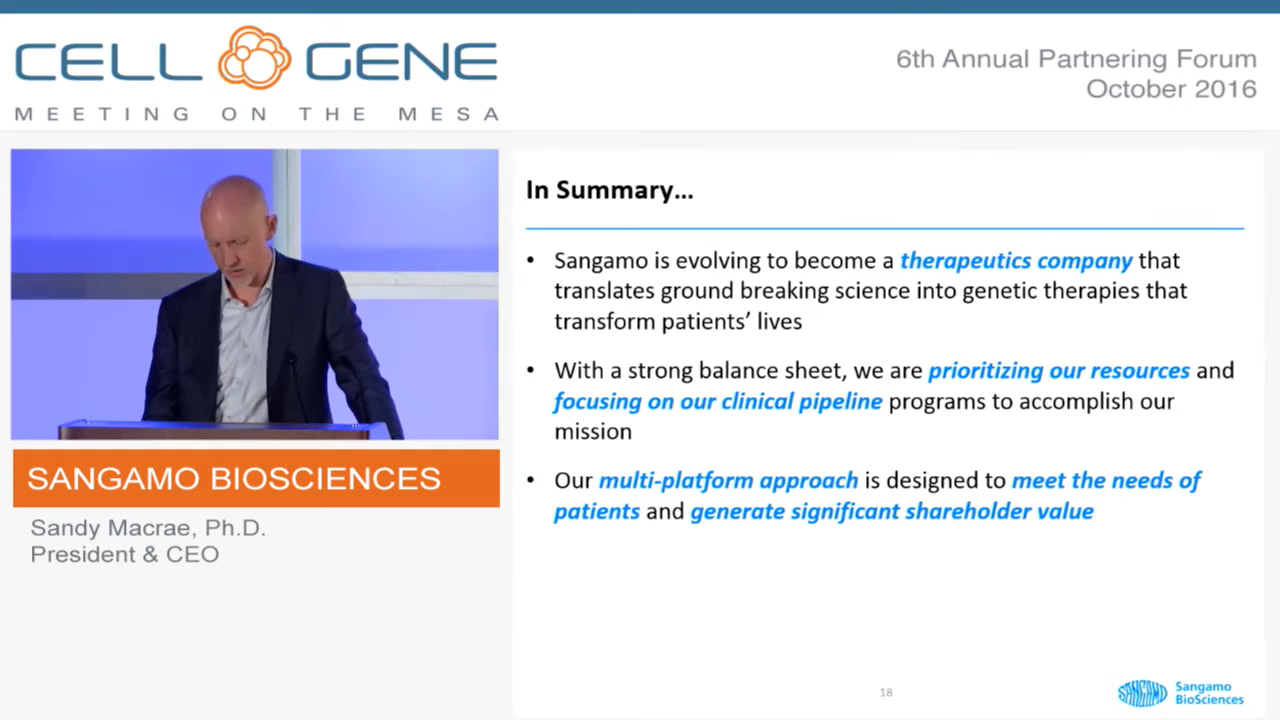 CELL GENE
MEETING ON THE MESA
6th Annual Partnering Forum
October 2016
SANGAMO BIOSCIENCES
Sandy Macrae, Ph.D.
President & CEO
In Summary…
• Sangamo is evolving to become a therapeutics company that
translates ground breaking science into genetic therapies that
transform patients’ lives
• With a strong balance sheet, we are prioritizing our resources and
focusing on our clinical pipeline programs to accomplish our
mission
• Our multi-platform approach is designed to meet the needs of
patients and generate significant shareholder value
18
SANGAMO
Sangamo
BioSciences